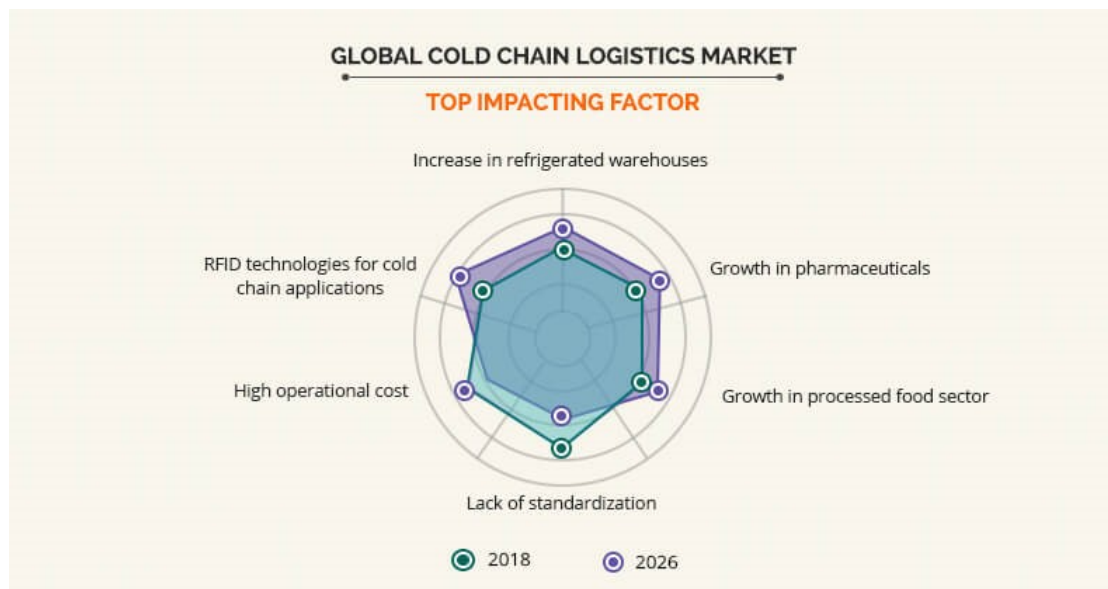 GLOBAL COLD CHAIN LOGISTICS MARKET
TOP IMPACTING FACTOR
Increase in refrigerated warehouses
RFID technologies for cold
chain applications
Growth in pharmaceuticals
High operational cost
Growth in processed food sector
Lack of standardization
2018
2026